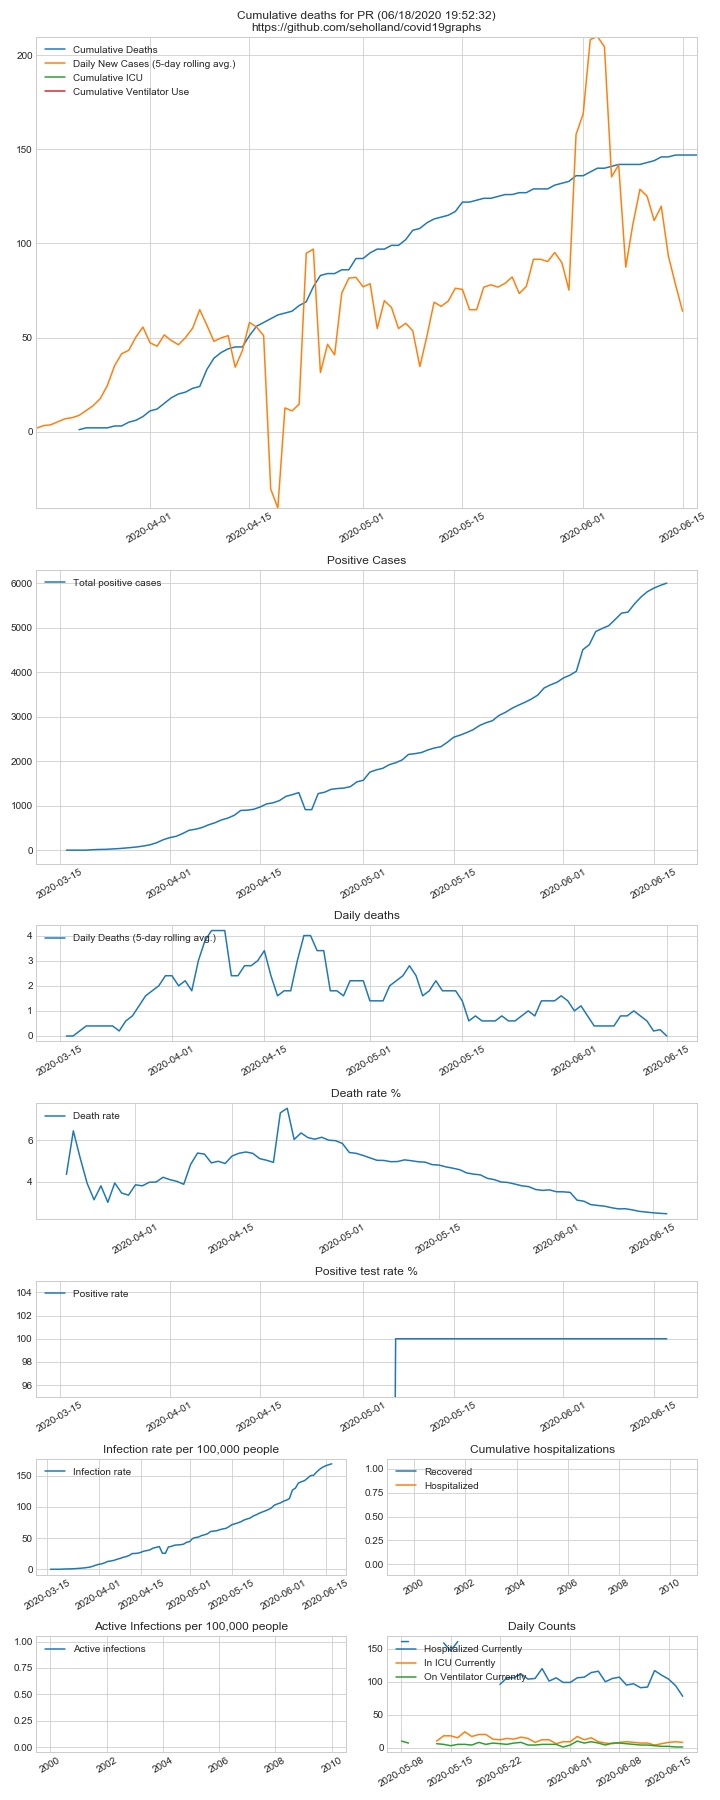 Cumulative deaths for PR (06/18/2020 19:52:32)
https://github.com/seholland/covid19graphs
Cumulative Deaths
Daily New Cases (5-day rolling avg.)
Cumulative ICU
Cumulative Ventilator Use
200
150
100
50
0
2020-04-01 2020-04-15 2020-05-01 2020-05-15 2020-06-01 2020-06-15
Positive Cases
Total positive cases
6000
5000
4000
3000
2000
1000
0
2020-03-15 2020-04-01 2020-04-15 2020-05-01 2020-05-15 2020-06-01 2020-06-15
Daily deaths
Daily Deaths (5-day rolling avg.)
4
3
2
1
0
2020-03-15 2020-04-01 2020-04-15 2020-05-01 2020-05-15 2020-06-01 2020-06-15
Death rate %
Death rate
6
4
2020-04-01 2020-04-15 2020-05-01 2020-05-15 2020-06-01 2020-06-15
Positive test rate %
Positive rate
104
102
100
98
96
2020-03-15 2020-04-01 2020-04-15 2020-05-01 2020-05-15 2020-06-01 2020-06-15
Infection rate per 100,000 people
Infection rate
150
100
50
0
2020-03-15 2020-04-01 2020-04-15 2020-05-01 2020-05-15 2020-06-01 2020-06-15
Cumulative hospitalizations
Recovered
Hospitalized
1.00
0.75
0.50
0.25
0.00
2000 2002 2004 2006 2008 2010
Active Infections per 100,000 people
Active infections
1.00
0.75
0.50
0.25
0.00
2000 2002 2004 2006 2008 2010
Daily Counts
Hospitalized Currently
In ICU Currently
On Ventilator Currently
150
100
50
0
2020-05-08 2020-05-15 2020-05-22 2020-06-01 2020-06-08 2020-06-15